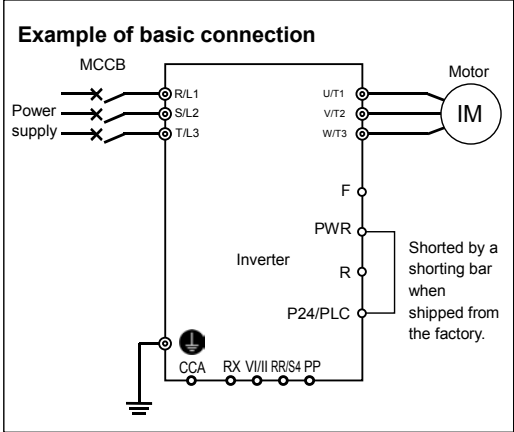 Example of basic connection
MCCB
Motor
Power
supply
R/L1
S/L2
T/L3
U/T1
V/T2
W/T3
IM
F
PWR
R
P24/PLC
Inverter
Shorted by a
shorting bar
when
shipped from
the factory.
CCA RX VI/II RR/S4 PP